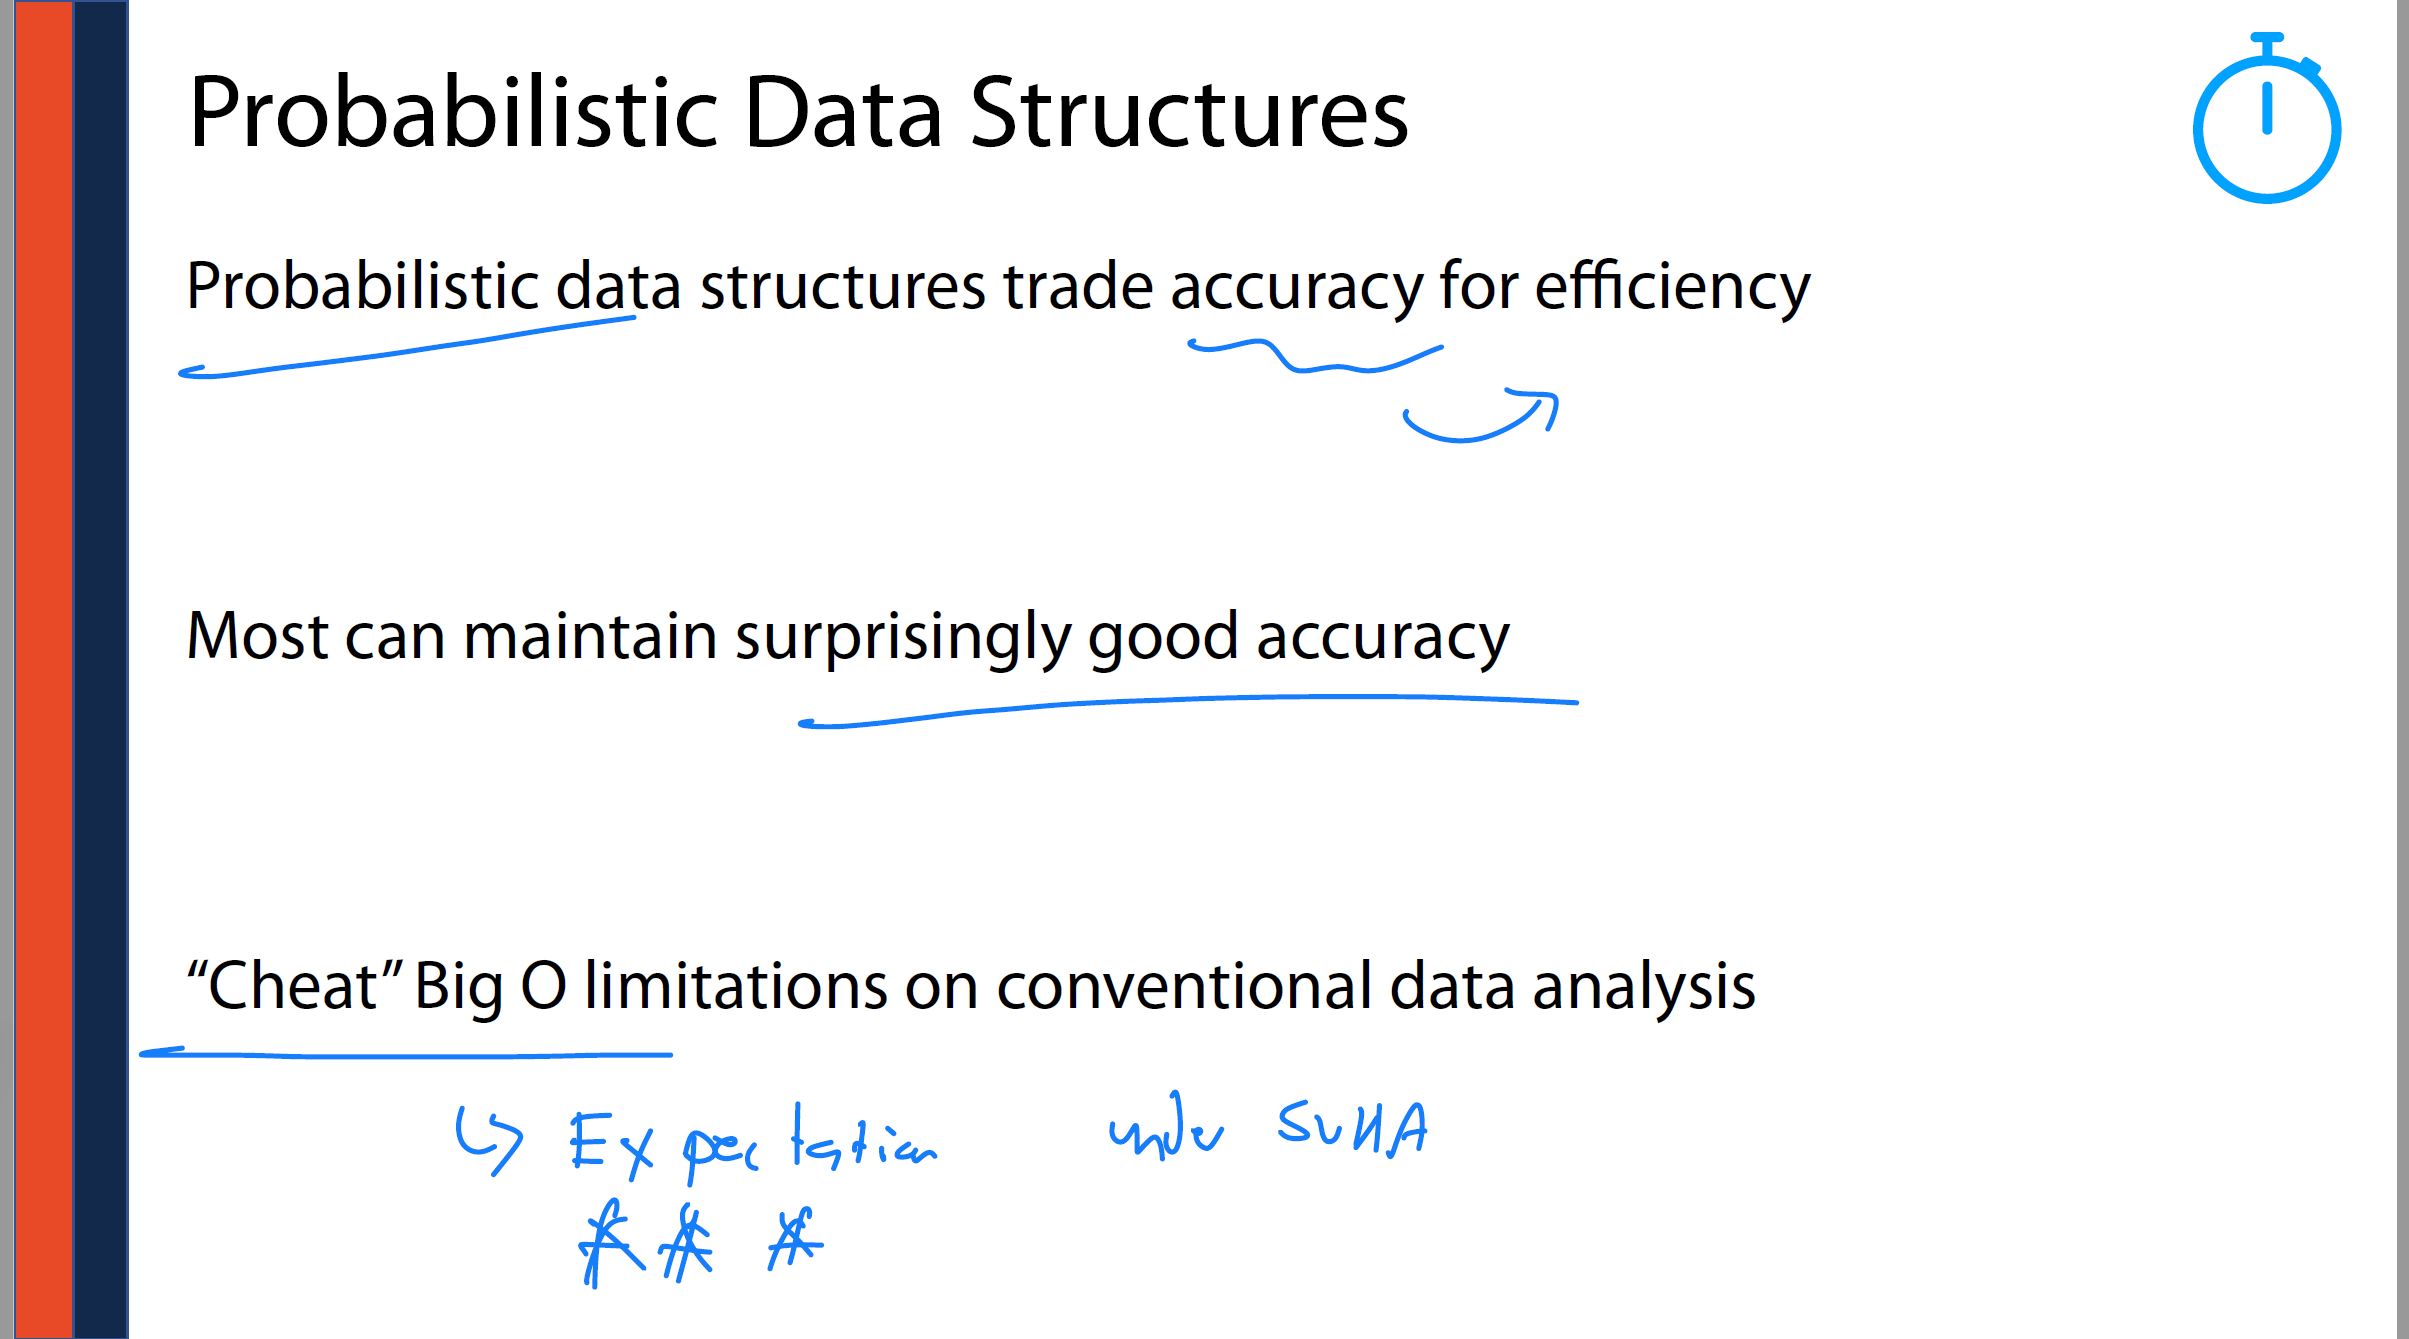 Probabilistic Data Structures
Probabilistic data structures trade accuracy for efficiency
Most can maintain surprisingly good accuracy
“Cheat” Big O limitations on conventional data analysis
↳ Expectation under SUHA
* * *